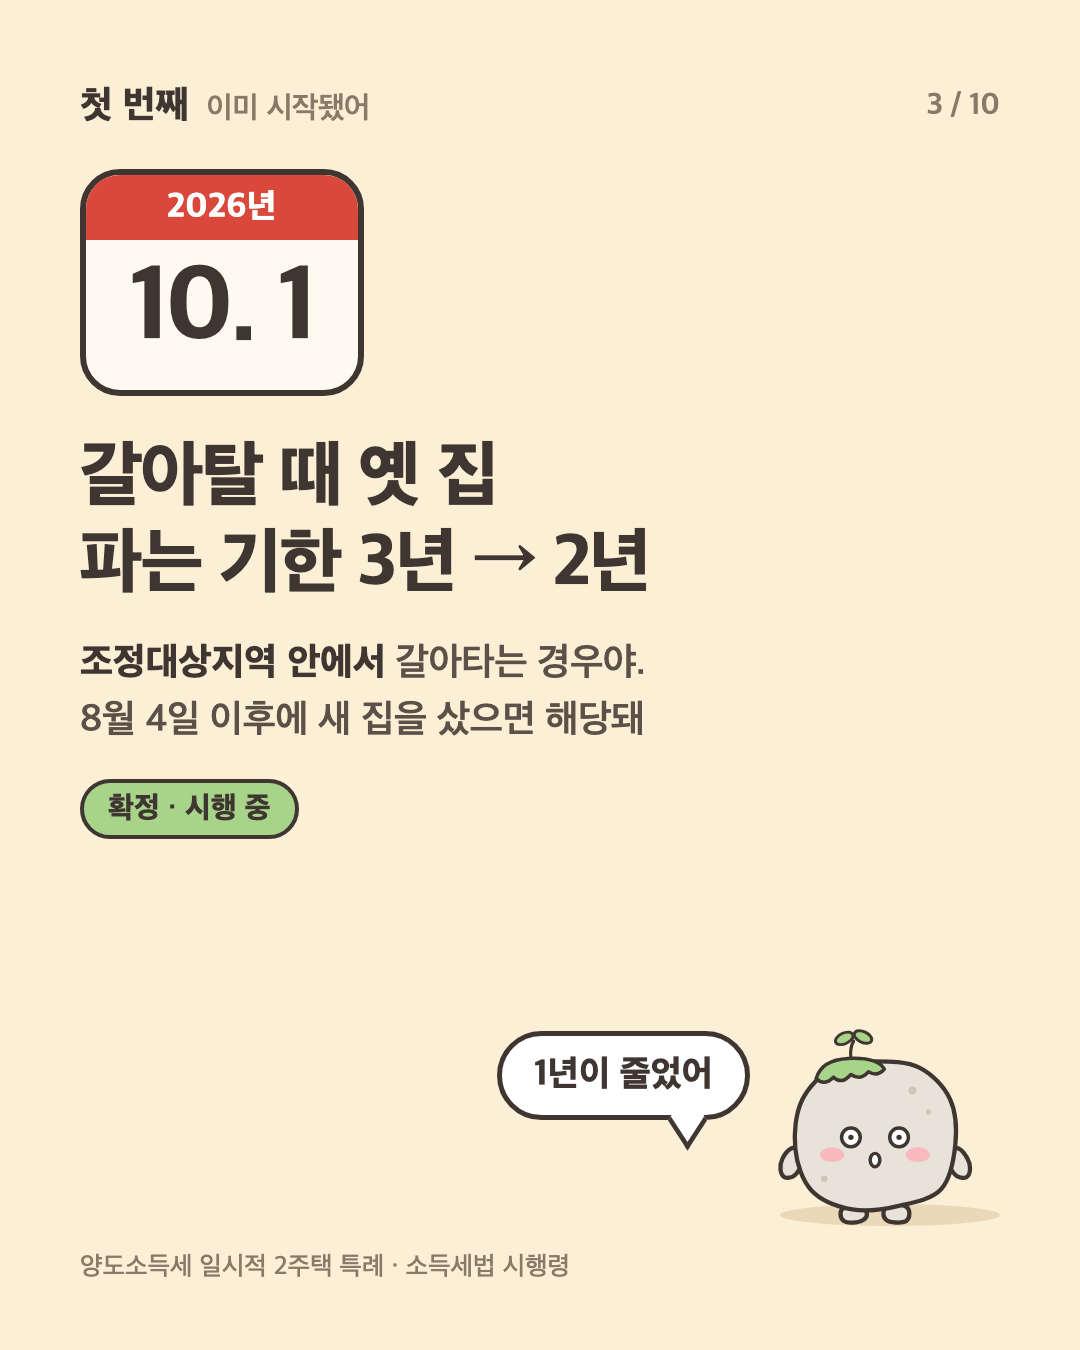 첫 번째 이미 시작됐어
3 / 10
2026년
10. 1
갈아탈 때 옛 집
파는 기한 3년 → 2년
조정대상지역 안에서 갈아타는 경우야.
8월 4일 이후에 새 집을 샀으면 해당돼
확정 · 시행 중
1년이 줄었어
양도소득세 일시적 2주택 특례 · 소득세법 시행령